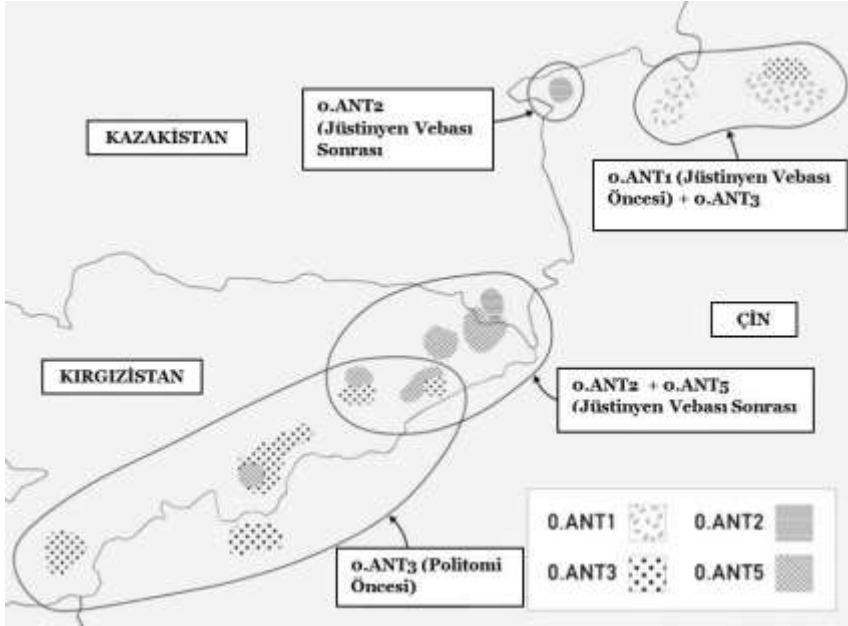 0.ANT2
(Jüstinyen Vebası
Sonrası
KAZAKİSTAN
0.ANT1 (Jüstinyen Vebası
Öncesi) + 0.ANT3
ÇİN
KIRGIZİSTAN
0.ANT2 + 0.ANT5
(Jüstinyen Vebası Sonrası
0.ANT3 (Politomi
Öncesi)
0.ANT1 0.ANT2
0.ANT3 0.ANT5